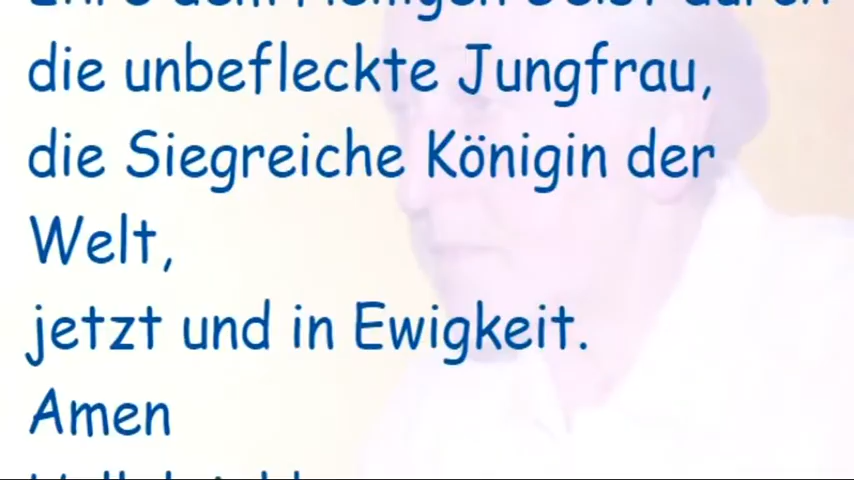 die unbefleckte Jungfrau,
die Siegreiche Königin der
Welt,
jetzt und in Ewigkeit.
Amen